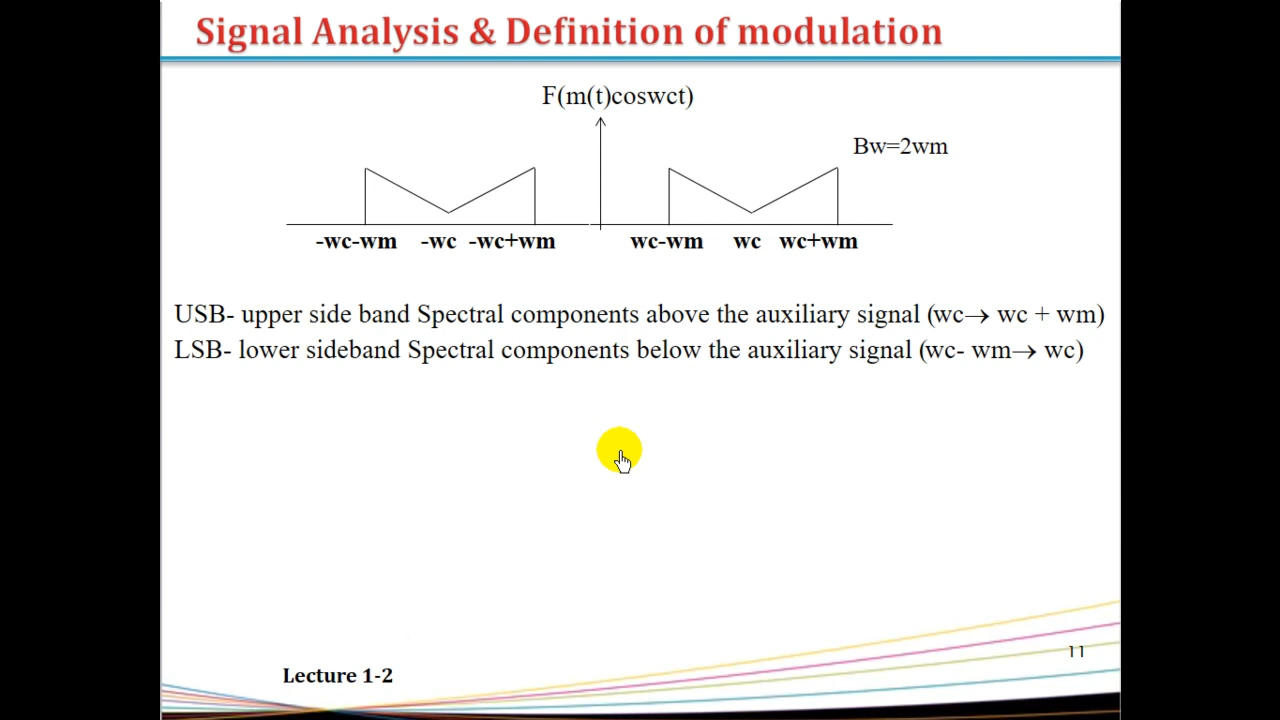 Signal Analysis & Definition of modulation
F(m(t)coswct)
Bw=2wm
-wc-wm -wc -wc+wm wc-wm wc wc+wm
USB- upper side band Spectral components above the auxiliary signal (wc→ wc + wm)
LSB- lower sideband Spectral components below the auxiliary signal (wc- wm→ wc)
11
Lecture 1-2